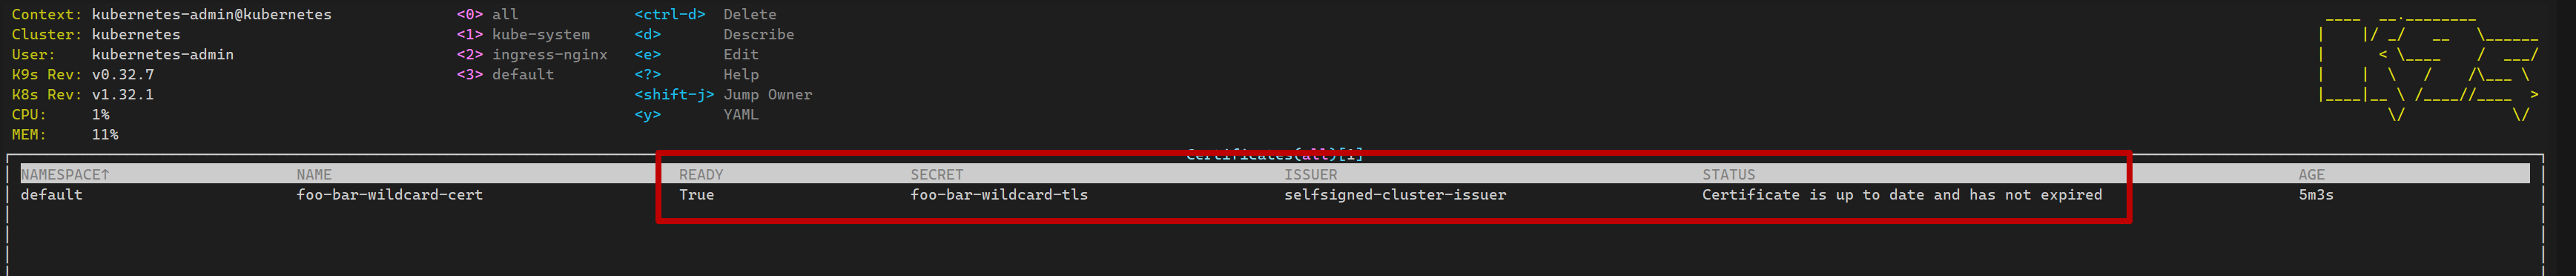 Context: kubernetes-admin@kubernetes <0> all <ctrl-d> Delete
Cluster: kubernetes <1> kube-system <d> Describe
User: kubernetes-admin <2> ingress-nginx <e> Edit
K9s Rev: v0.32.7 <3> default <?> Help
K8s Rev: v1.32.1 <shift-j> Jump Owner
CPU: 1% <y> YAML
MEM: 11%
Certificates(all)[1]
NAMESPACE↑ NAME READY SECRET ISSUER STATUS AGE
default foo-bar-wildcard-cert True foo-bar-wildcard-tls selfsigned-cluster-issuer Certificate is up to date and has not expired 5m3s